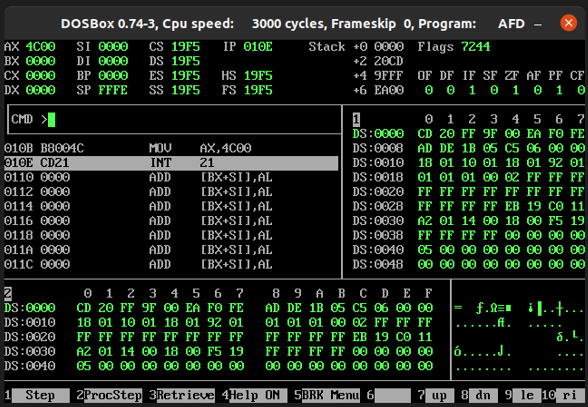 DOSBox 0.74-3, Cpu speed: 3000 cycles, Frameskip 0, Program: AFD
AX 4C00 SI 0000 CS 19F5 IP 010E Stack +0 0000 Flags 7244
BX 0000 DI 0000 DS 19F5 +2 20CD
CX 0000 BP 0000 ES 19F5 HS 19F5 +4 9FFF OF DF IF SF ZF AF PF CF
DX 0000 SP FFFE SS 19F5 FS 19F5 +6 EA00 0 0 1 0 1 0 1 0
CMD >
1 0 1 2 3 4 5 6 7
DS:0000 CD 20 FF 9F 00 EA F0 FE
DS:0008 AD DE 1B 05 C5 06 00 00
DS:0010 18 01 10 01 18 01 92 01
DS:0018 01 01 01 00 02 FF FF FF
DS:0020 FF FF FF FF FF FF FF FF
DS:0028 FF FF FF FF EB 19 C0 11
DS:0030 A2 01 14 00 18 00 F5 19
DS:0038 FF FF FF FF 00 00 00 00
DS:0040 05 00 00 00 00 00 00 00
DS:0048 00 00 00 00 00 00 00 00
010B B8004C MOV AX,4C00
010E CD21 INT 21
0110 0000 ADD [BX+SI],AL
0112 0000 ADD [BX+SI],AL
0114 0000 ADD [BX+SI],AL
0116 0000 ADD [BX+SI],AL
0118 0000 ADD [BX+SI],AL
011A 0000 ADD [BX+SI],AL
011C 0000 ADD [BX+SI],AL
2 0 1 2 3 4 5 6 7 8 9 A B C D E F
DS:0000 CD 20 FF 9F 00 EA F0 FE AD DE 1B 05 C5 06 00 00
DS:0010 18 01 10 01 18 01 92 01 01 01 01 00 02 FF FF FF
DS:0020 FF FF FF FF FF FF FF FF FF FF FF FF EB 19 C0 11
DS:0030 A2 01 14 00 18 00 F5 19 FF FF FF FF 00 00 00 00
DS:0040 05 00 00 00 00 00 00 00 00 00 00 00 00 00 00 00
1 Step 2 ProcStep 3 Retrieve 4 Help ON 5 BRK Menu 6 7 up 8 dn 9 le 10 ri